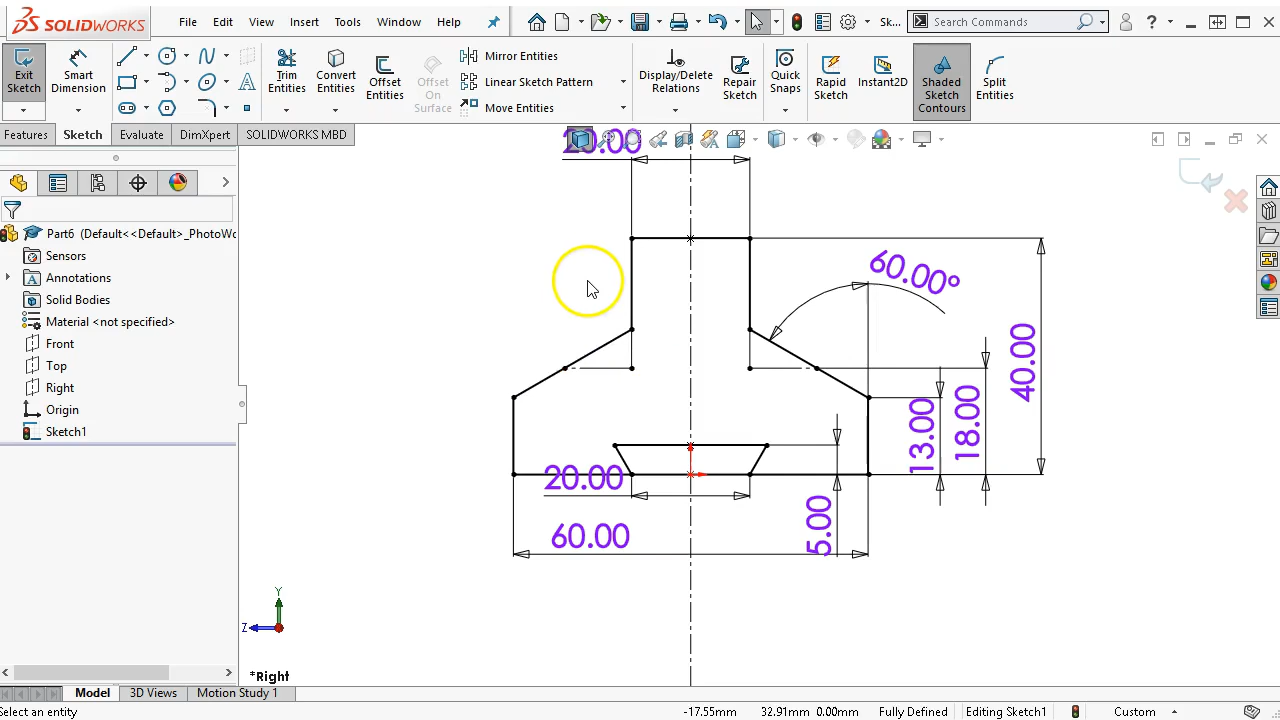 SOLIDWORKS
File Edit View Insert Tools Window Help
Sk...
Search Commands
Exit Sketch
Smart Dimension
Trim Entities
Convert Entities
Offset Entities
Offset On Surface
Mirror Entities
Linear Sketch Pattern
Move Entities
Display/Delete Relations
Repair Sketch
Quick Snaps
Rapid Sketch
Instant2D
Shaded Sketch Contours
Split Entities
Features Sketch Evaluate DimXpert SOLIDWORKS MBD
Part6 (Default<<Default>_PhotoWo
Sensors
Annotations
Solid Bodies
Material <not specified>
Front
Top
Right
Origin
Sketch1
20.00
60.00°
40.00
18.00
13.00
20.00
5.00
60.00
Y
Z
*Right
Model 3D Views Motion Study 1
Select an entity
-17.55mm 32.91mm 0.00mm Fully Defined Editing Sketch1 Custom